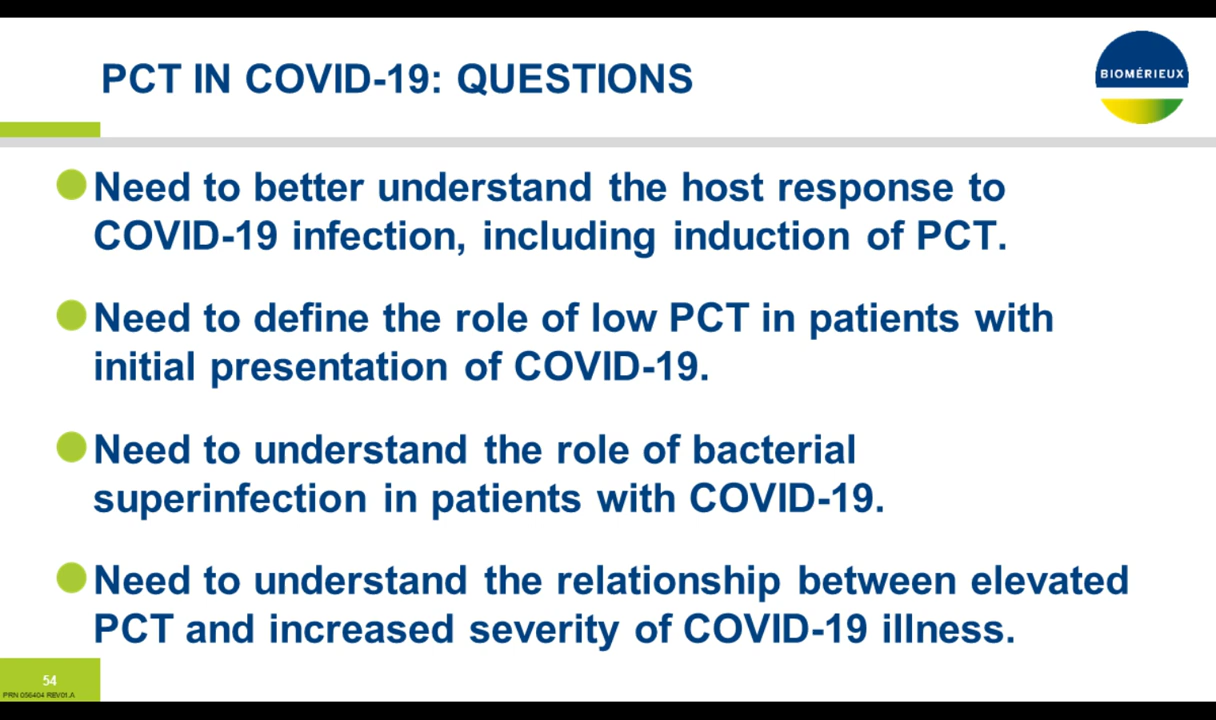 PCT IN COVID-19: QUESTIONS
BIOMÉRIEUX
Need to better understand the host response to
COVID-19 infection, including induction of PCT.
Need to define the role of low PCT in patients with
initial presentation of COVID-19.
Need to understand the role of bacterial
superinfection in patients with COVID-19.
Need to understand the relationship between elevated
PCT and increased severity of COVID-19 illness.
54
PRN 056404 REV01.A